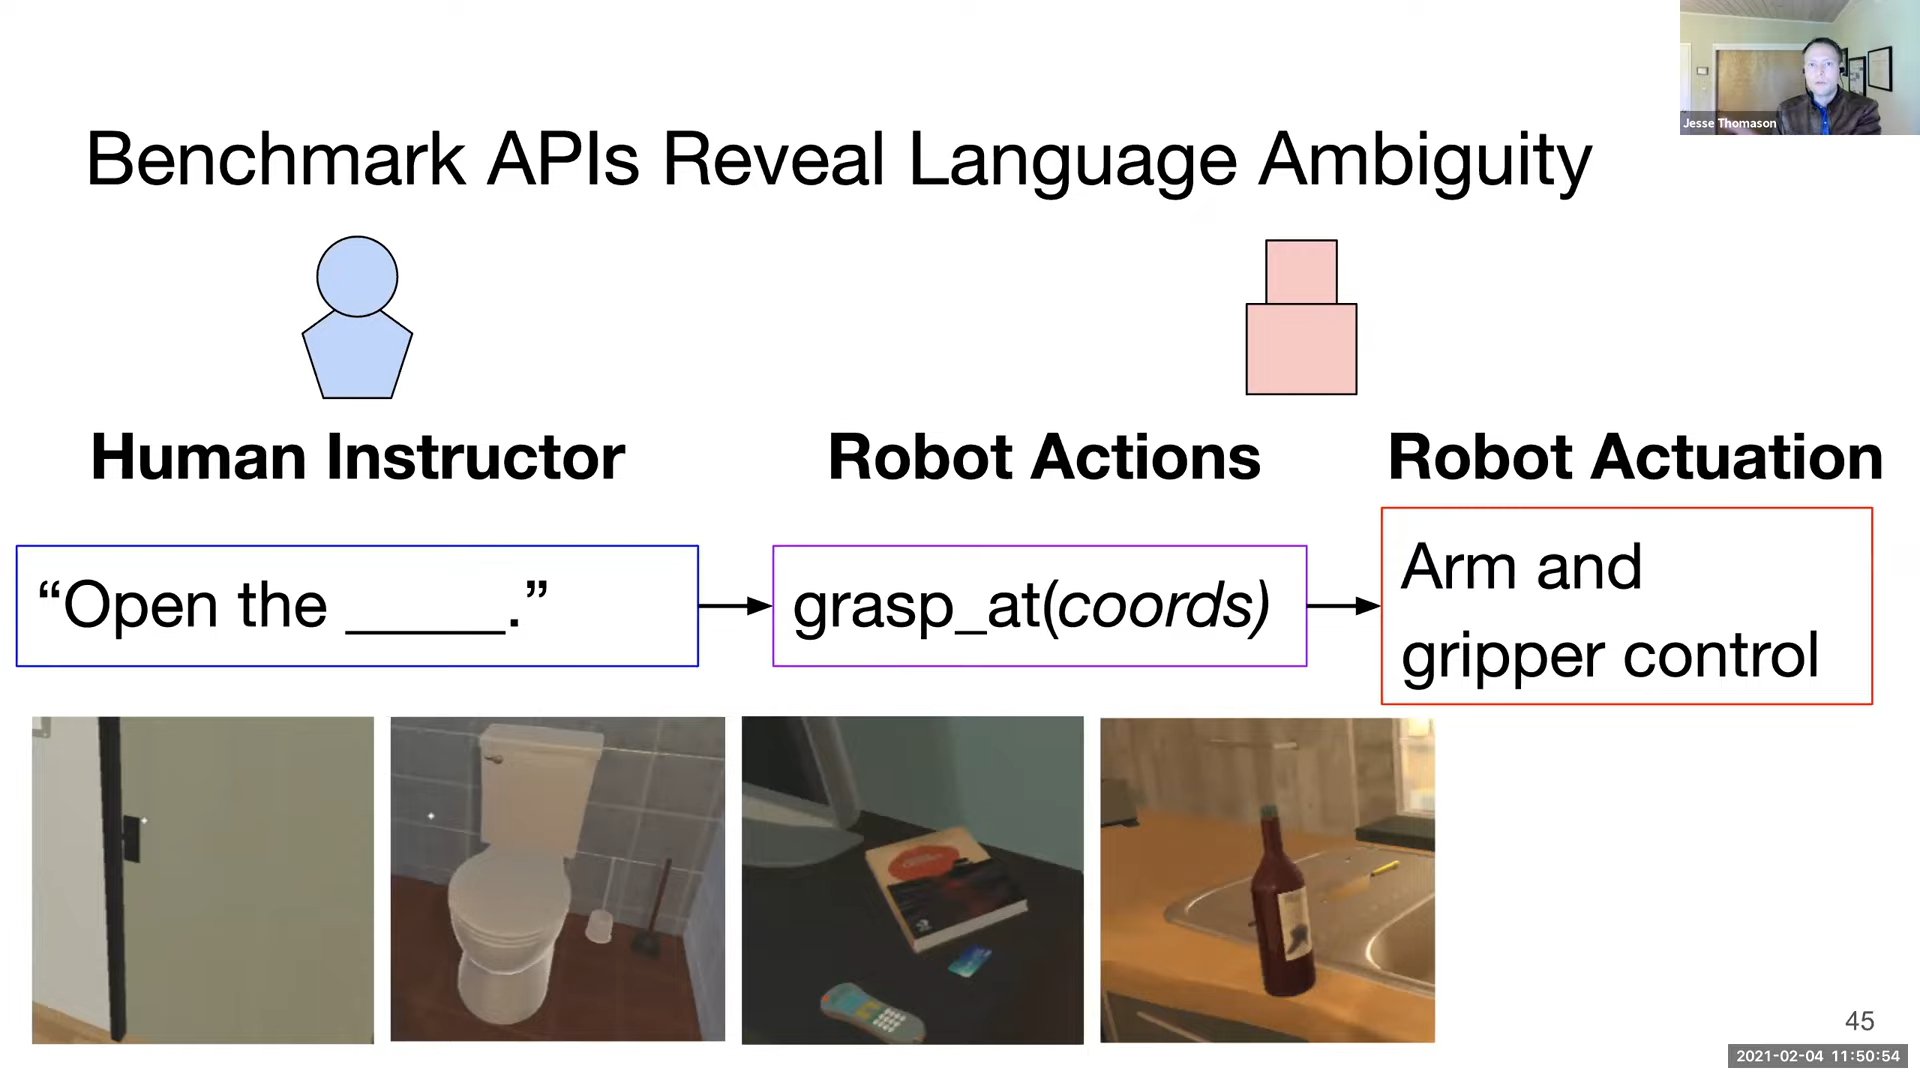 Jesse Thomason
Benchmark APIs Reveal Language Ambiguity
Human Instructor
Robot Actions
Robot Actuation
“Open the _____.”
grasp_at(coords)
Arm and
gripper control
45
2021-02-04 11:50:54